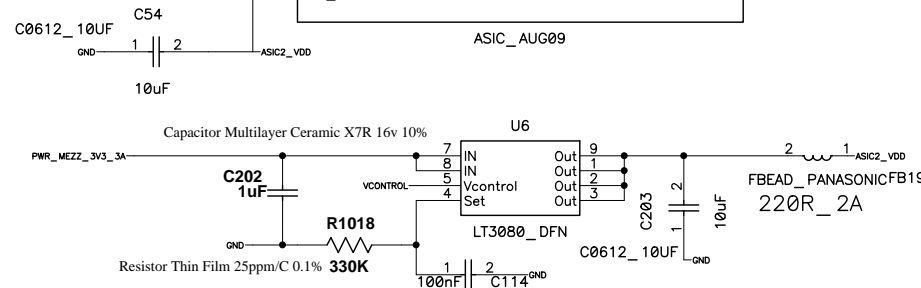 C54
C0612_10UF
GND 1 2 ASIC2_VDD
10uF
ASIC_AUG09
Capacitor Multilayer Ceramic X7R 16v 10%
U6
PWR_MEZZ_3V3_3A
7 IN Out 9
8 IN Out 1
VCONTROL 5 Vcontrol Out 2
4 Set Out 3
LT3080_DFN
C202
1uF
C203
2
1
10uF
C0612_10UF
GND
2 1 ASIC2_VDD
FBEAD_PANASONIC FB19
220R_2A
R1018
GND
330K
Resistor Thin Film 25ppm/C 0.1%
1 2 GND
100nF C114